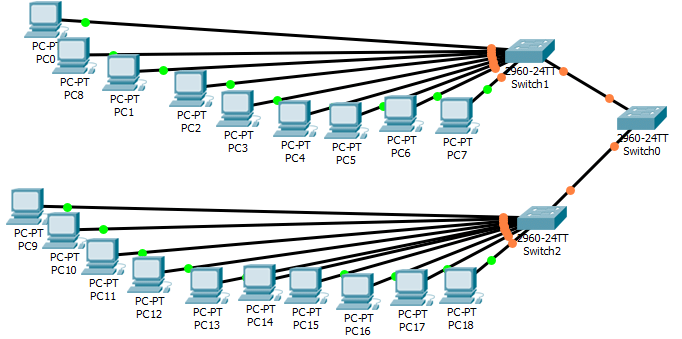 PC-PT
PC0
PC-PT
PC8
PC-PT
PC1
PC-PT
PC2
PC-PT
PC3
PC-PT
PC4
PC-PT
PC5
PC-PT
PC6
PC-PT
PC7
2960-24TT
Switch1
2960-24TT
Switch0
PC-PT
PC9
PC-PT
PC10
PC-PT
PC11
PC-PT
PC12
PC-PT
PC13
PC-PT
PC14
PC-PT
PC15
PC-PT
PC16
PC-PT
PC17
PC-PT
PC18
2960-24TT
Switch2